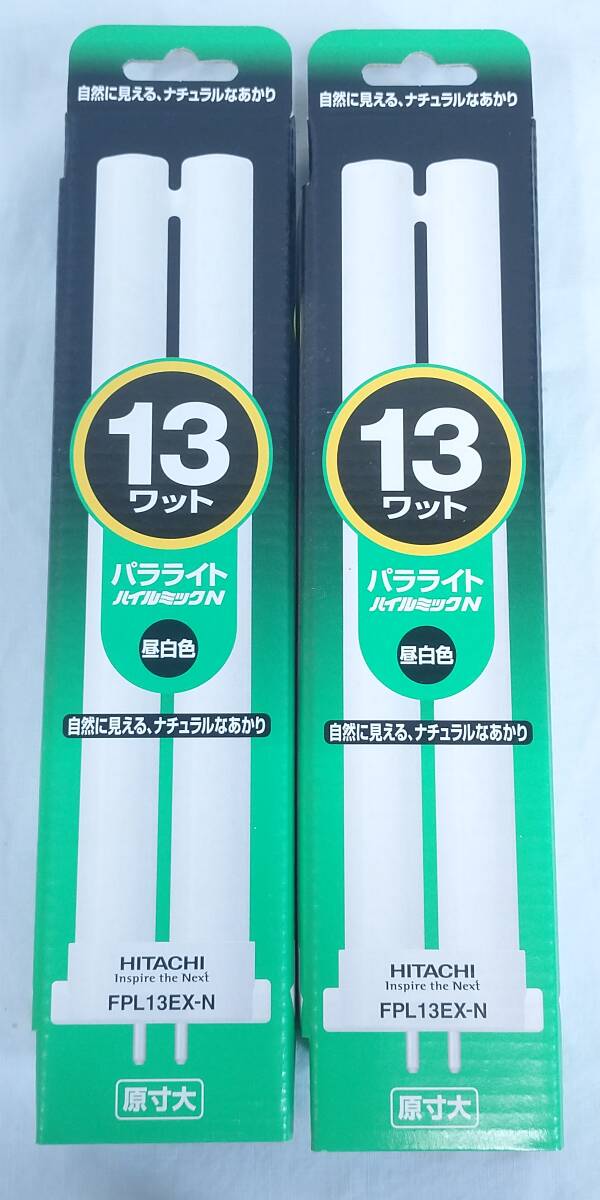 自然に見える、ナチュラルなあかり
13
ワット
パラライト
ハイルミックN
昼白色
自然に見える、ナチュラルなあかり
HITACHI
Inspire the Next
FPL13EX-N
原寸大
自然に見える、ナチュラルなあかり
13
ワット
パラライト
ハイルミックN
昼白色
自然に見える、ナチュラルなあかり
HITACHI
Inspire the Next
FPL13EX-N
原寸大